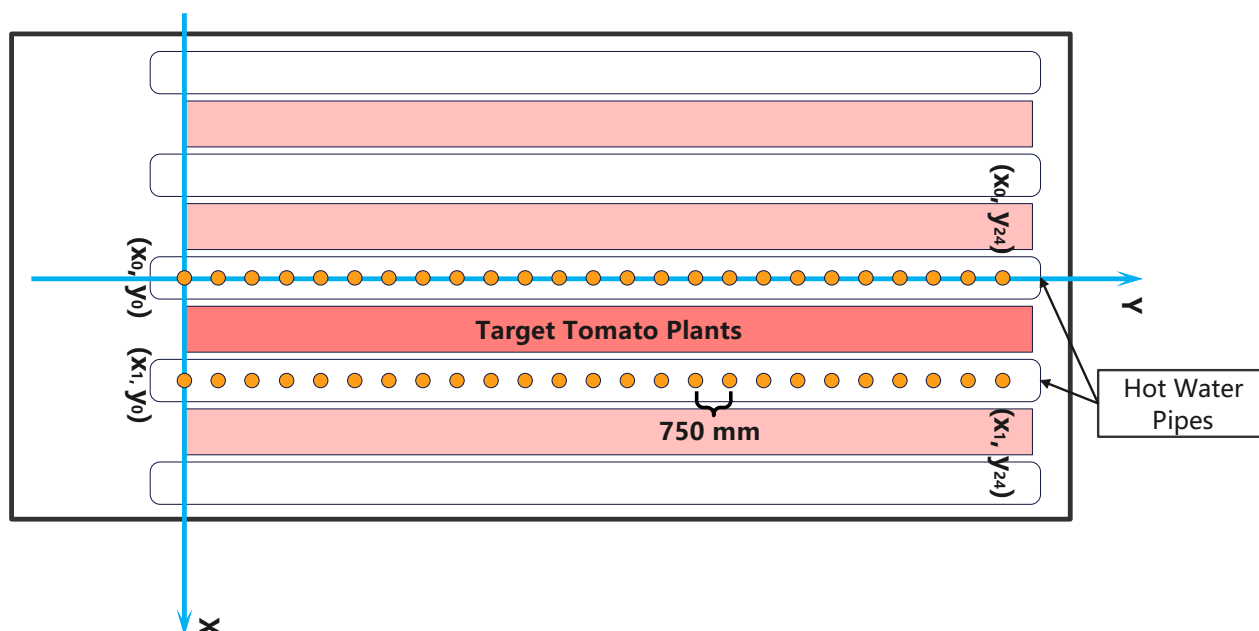 (x₀, y₂₄)
(x₀, y₀)
Y
Target Tomato Plants
(x₁, y₀)
Hot Water
Pipes
750 mm
(x₁, y₂₄)
X